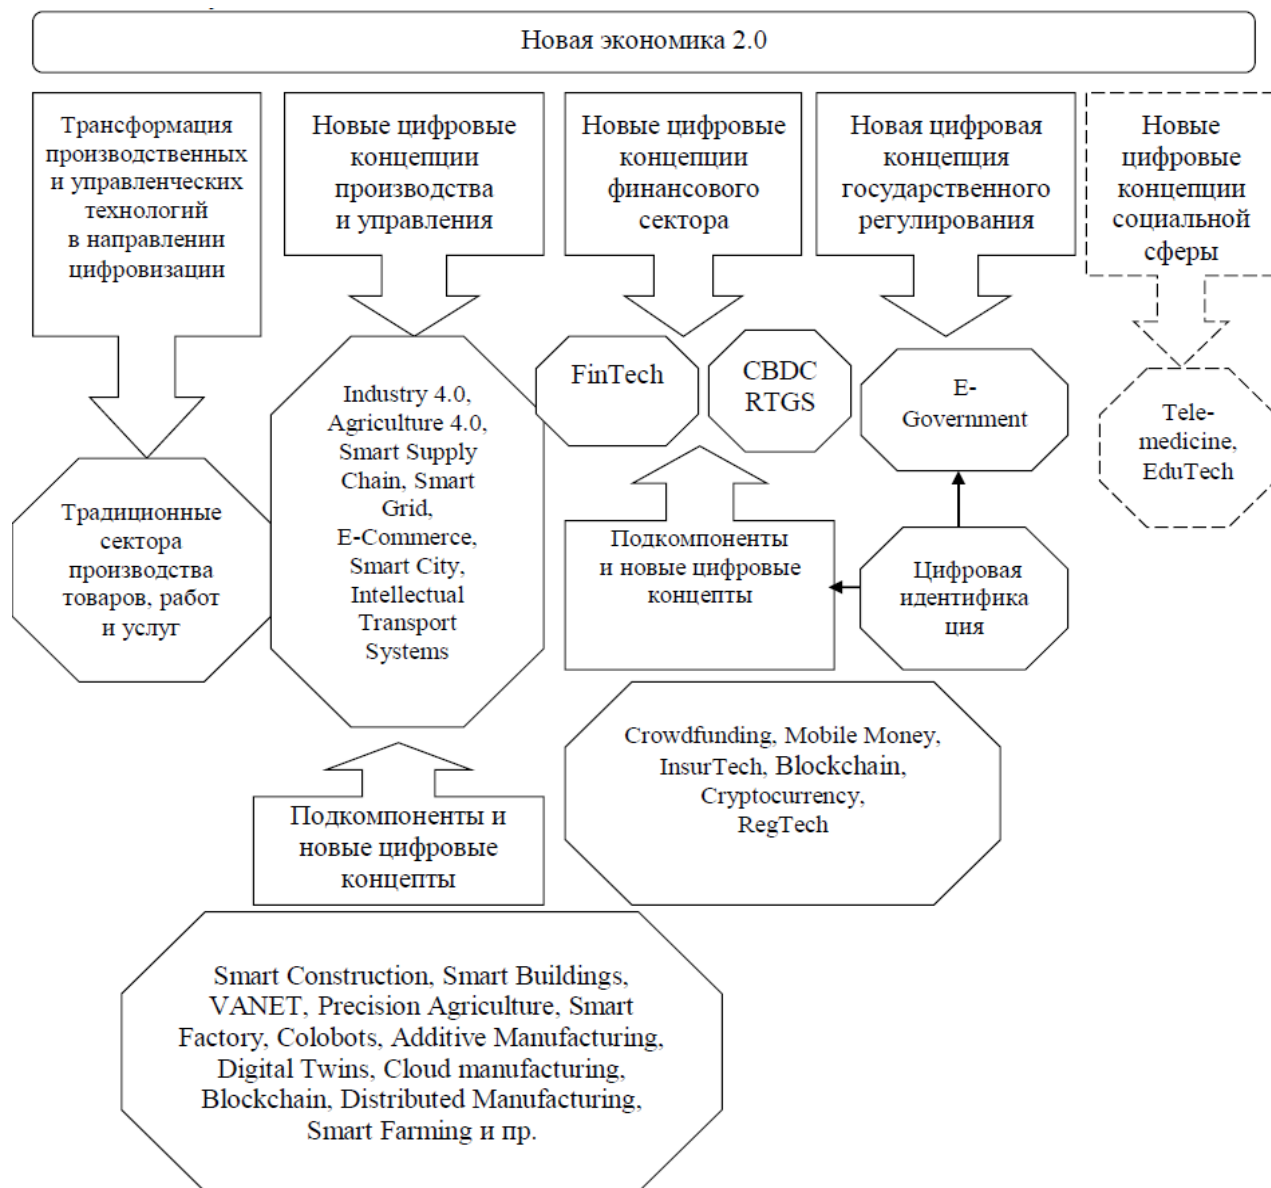 Новая экономика 2.0
Трансформация
производственных
и управленческих
технологий
в направлении
цифровизации
Новые цифровые
концепции
производства
и управления
Новые цифровые
концепции
финансового
сектора
Новая цифровая
концепция
государственного
регулирования
Новые
цифровые
концепции
социальной
сферы
Традиционные
сектора
производства
товаров, работ
и услуг
Industry 4.0,
Agriculture 4.0,
Smart Supply
Chain, Smart
Grid,
E-Commerce,
Smart City,
Intellectual
Transport
Systems
FinTech
CBDC
RTGS
E-
Government
Tele-
medicine,
EduTech
Подкомпоненты
и новые цифровые
концепты
Цифровая
идентифика
ция
Crowdfunding, Mobile Money,
InsurTech, Blockchain,
Cryptocurrency,
RegTech
Подкомпоненты и
новые цифровые
концепты
Smart Construction, Smart Buildings,
VANET, Precision Agriculture, Smart
Factory, Colobots, Additive Manufacturing,
Digital Twins, Cloud manufacturing,
Blockchain, Distributed Manufacturing,
Smart Farming и пр.